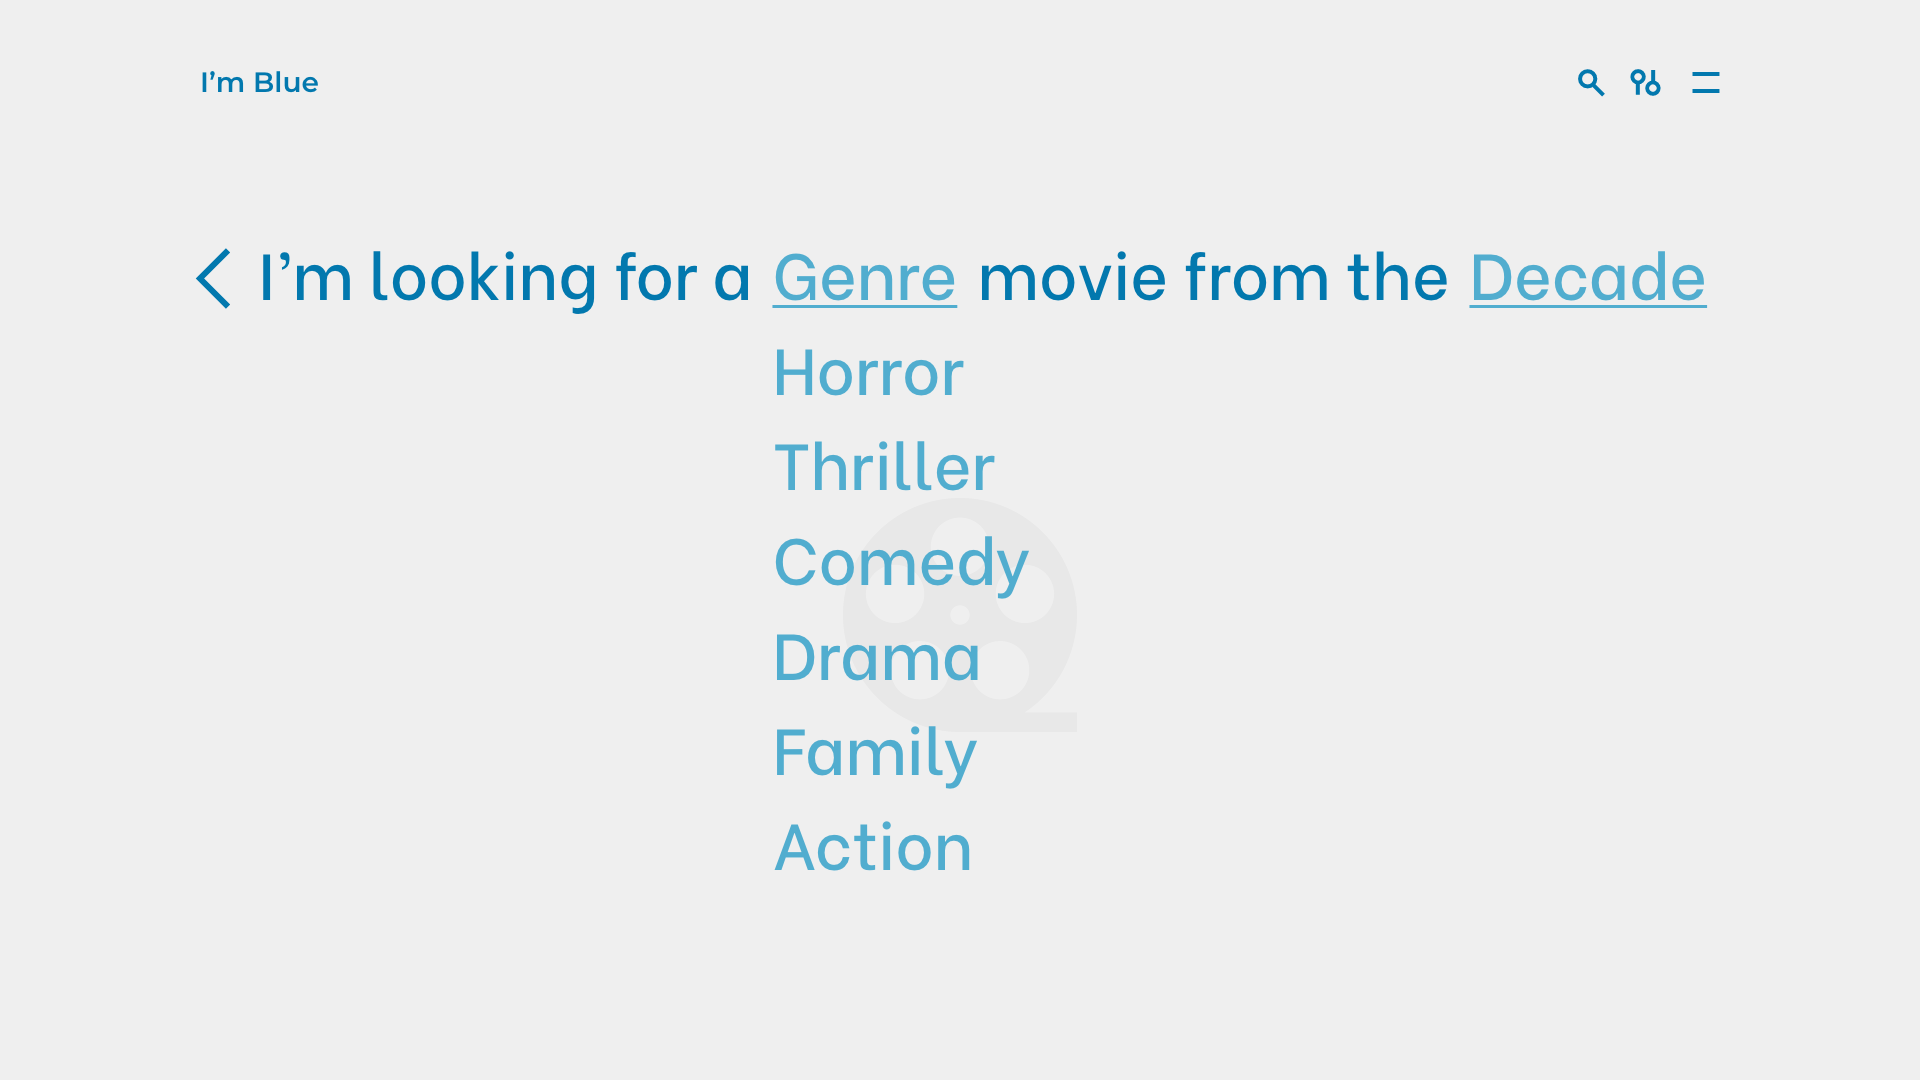 I’m Blue
I’m looking for a Genre movie from the Decade
Horror
Thriller
Comedy
Drama
Family
Action